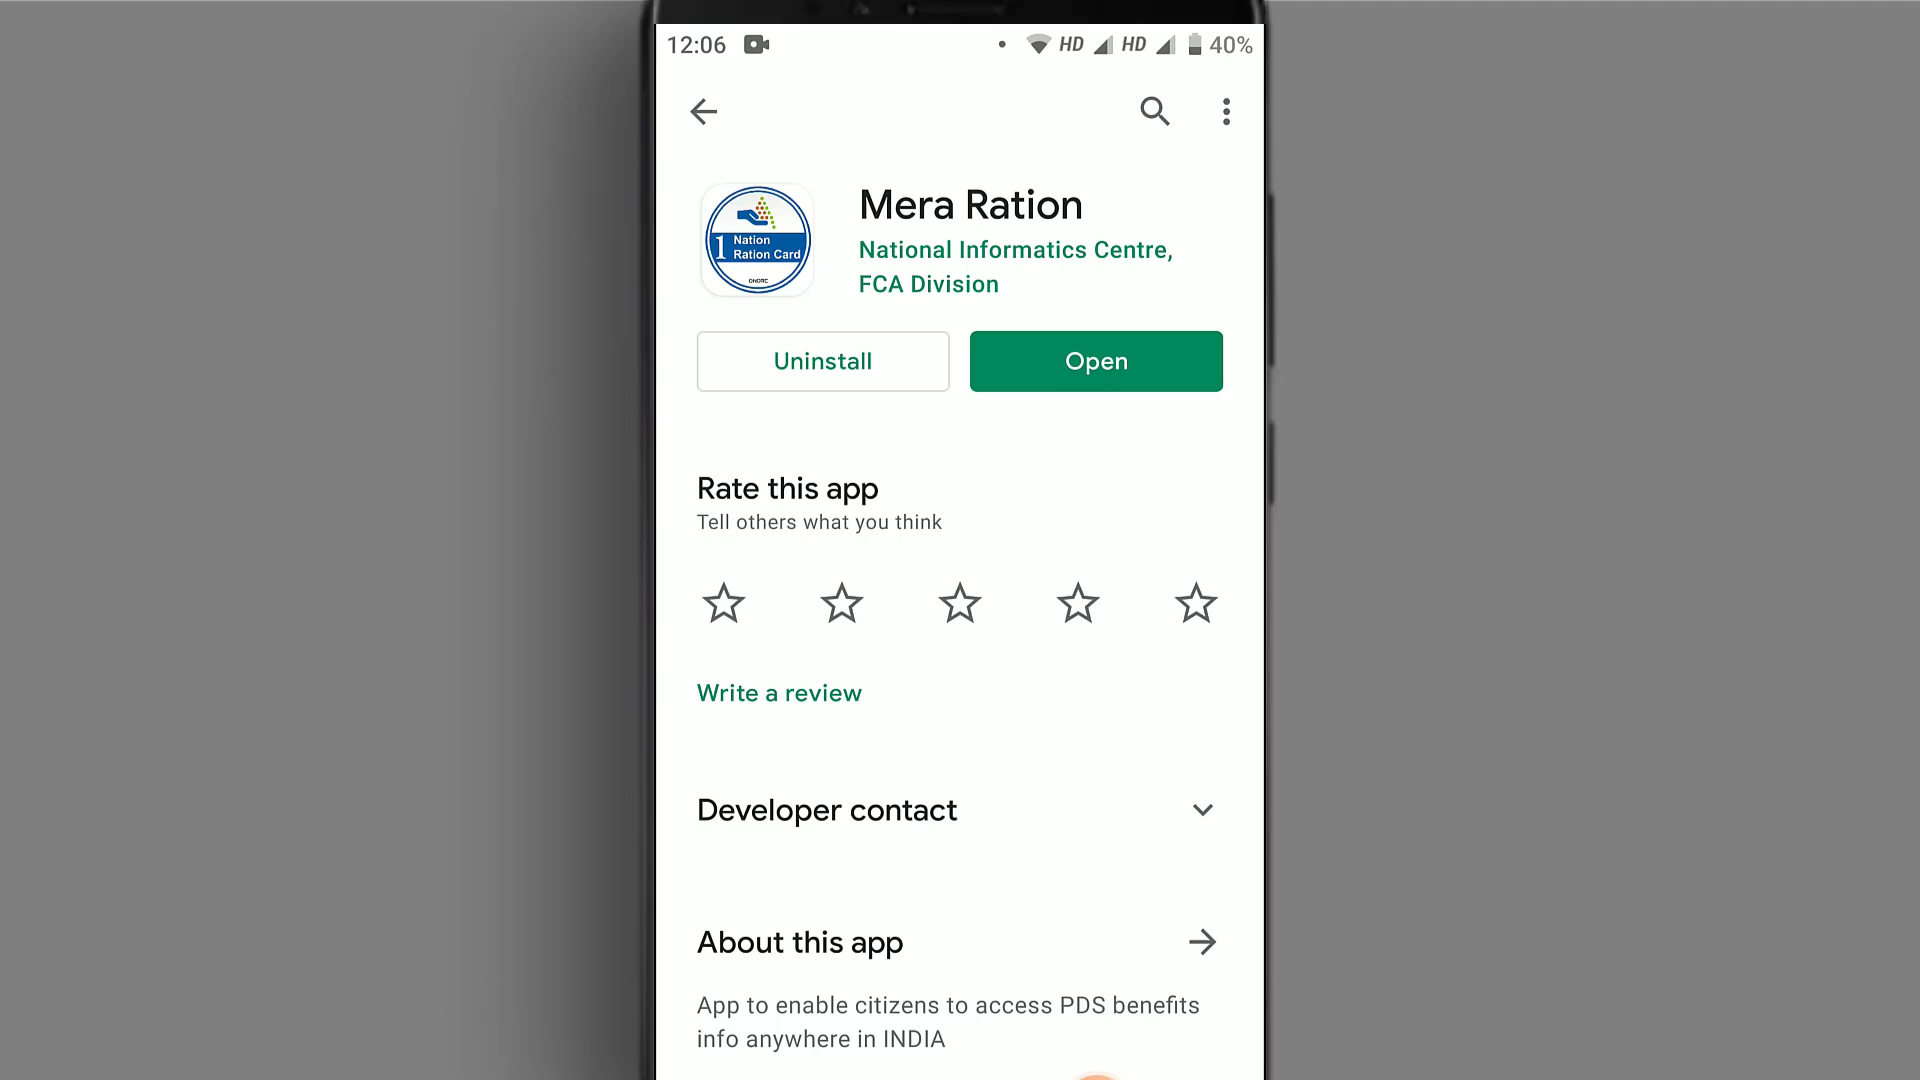 12:06
HD HD 40%
Mera Ration
1 Nation
Ration Card
ONORC
National Informatics Centre,
FCA Division
Uninstall
Open
Rate this app
Tell others what you think
Write a review
Developer contact
About this app
App to enable citizens to access PDS benefits
info anywhere in INDIA